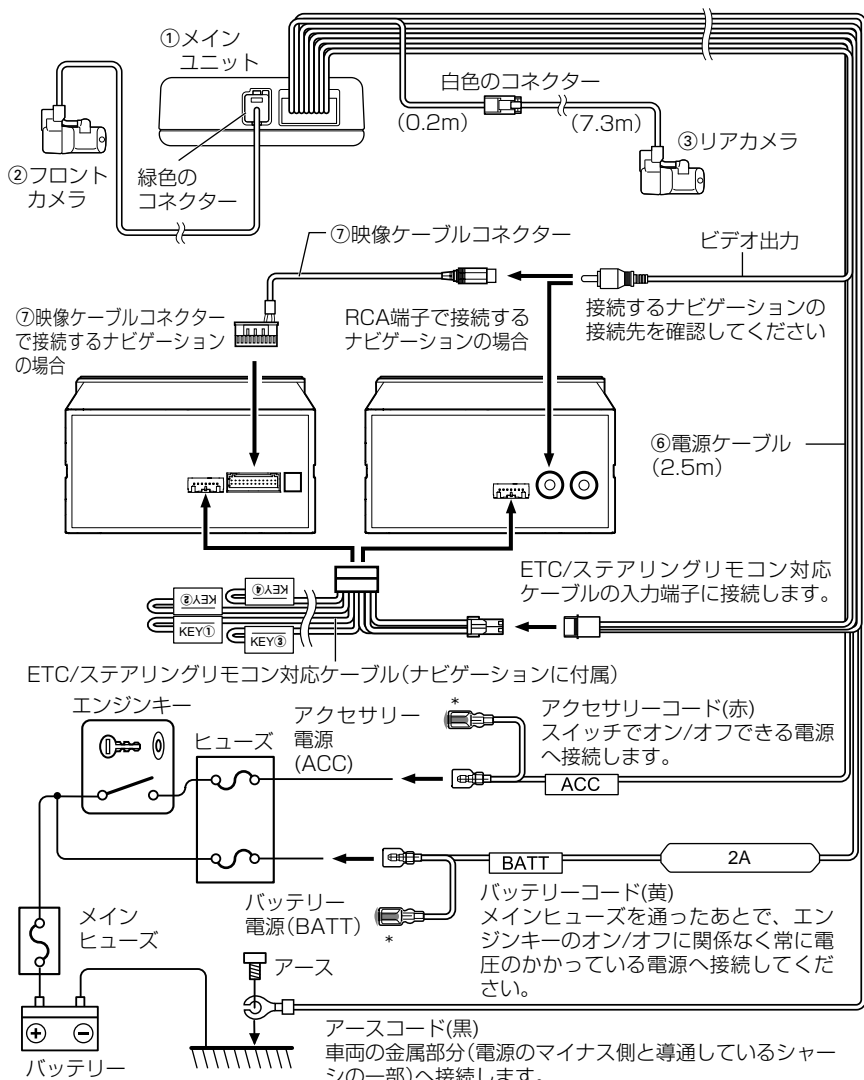 ①メイン
ユニット
白色のコネクター
(0.2m)
(7.3m)
③リアカメラ
②フロント
カメラ
緑色の
コネクター
⑦映像ケーブルコネクター
ビデオ出力
⑦映像ケーブルコネクター
で接続するナビゲーション
の場合
RCA端子で接続する
ナビゲーションの場合
接続するナビゲーションの
接続先を確認してください
⑥電源ケーブル
(2.5m)
ETC/ステアリングリモコン対応
ケーブルの入力端子に接続します。
KEY②
KEY④
KEY①
KEY③
ETC/ステアリングリモコン対応ケーブル(ナビゲーションに付属)
エンジンキー
ヒューズ
アクセサリー
電源
(ACC)
*
アクセサリーコード(赤)
スイッチでオン/オフできる電源
へ接続します。
ACC
BATT
2A
メイン
ヒューズ
バッテリー
電源(BATT)
*
バッテリーコード(黄)
メインヒューズを通ったあとで、エン
ジンキーのオン/オフに関係なく常に電
圧のかかっている電源へ接続してくだ
さい。
アース
⊕ ⊖
バッテリー
アースコード(黒)
車両の金属部分(電源のマイナス側と導通しているシャー
シの一部)へ接続します。